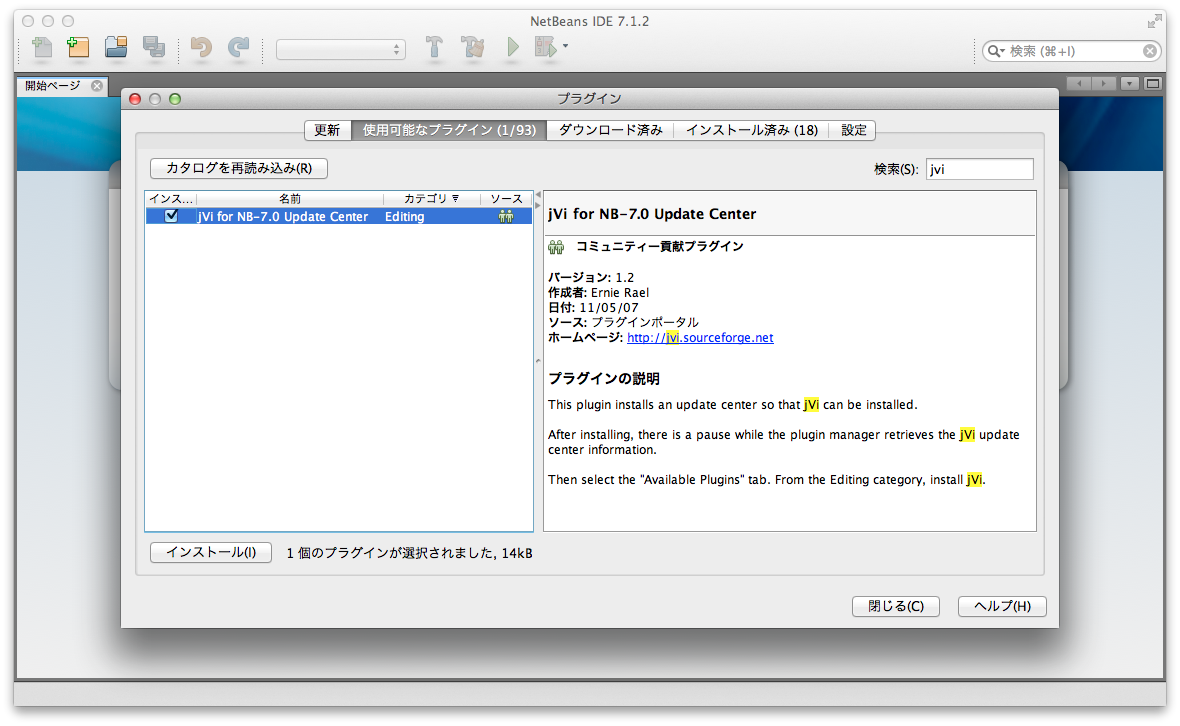 NetBeans IDE 7.1.2
検索 (⌘+I)
開始ページ
プラグイン
更新 使用可能なプラグイン (1/93) ダウンロード済み インストール済み (18) 設定
カタログを再読み込み(R) 検索(S): jvi
インス... 名前 カテゴリ ソース
jVi for NB-7.0 Update Center Editing
jVi for NB-7.0 Update Center
コミュニティー貢献プラグイン
バージョン: 1.2
作成者: Ernie Rael
日付: 11/05/07
ソース: プラグインポータル
ホームページ: http://jvi.sourceforge.net
プラグインの説明
This plugin installs an update center so that jVi can be installed.
After installing, there is a pause while the plugin manager retrieves the jVi update
center information.
Then select the "Available Plugins" tab. From the Editing category, install jVi.
インストール(I) 1 個のプラグインが選択されました, 14kB
閉じる(C) ヘルプ(H)